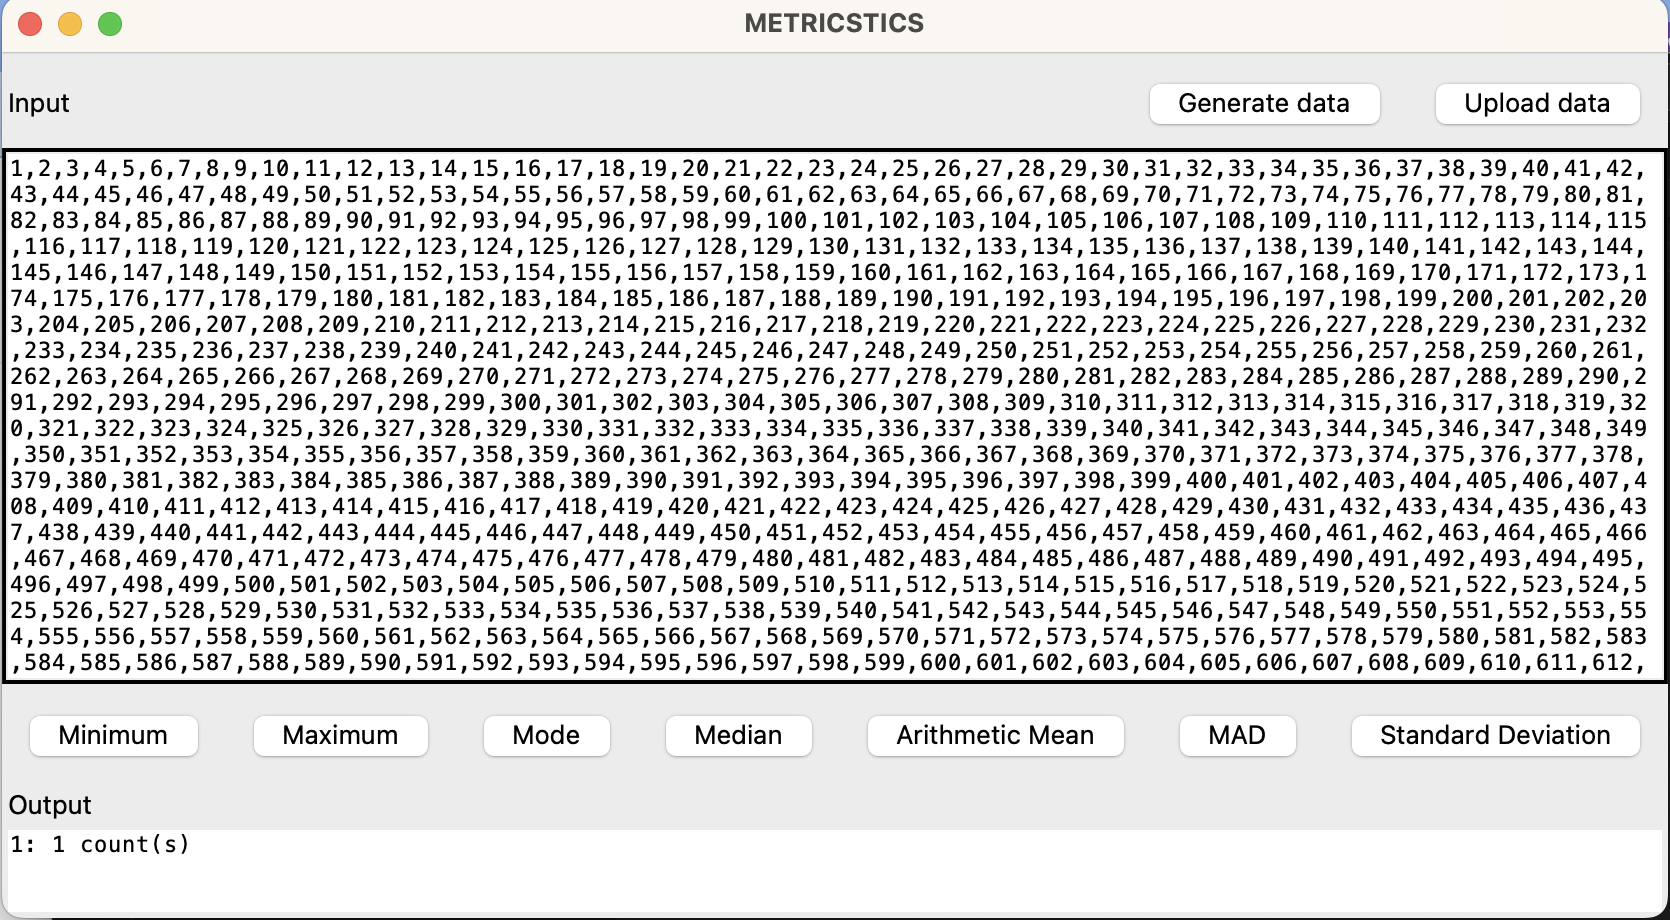 METRICSTICS
Input
Generate data
Upload data
1,2,3,4,5,6,7,8,9,10,11,12,13,14,15,16,17,18,19,20,21,22,23,24,25,26,27,28,29,30,31,32,33,34,35,36,37,38,39,40,41,42,
43,44,45,46,47,48,49,50,51,52,53,54,55,56,57,58,59,60,61,62,63,64,65,66,67,68,69,70,71,72,73,74,75,76,77,78,79,80,81,
82,83,84,85,86,87,88,89,90,91,92,93,94,95,96,97,98,99,100,101,102,103,104,105,106,107,108,109,110,111,112,113,114,115
,116,117,118,119,120,121,122,123,124,125,126,127,128,129,130,131,132,133,134,135,136,137,138,139,140,141,142,143,144,
145,146,147,148,149,150,151,152,153,154,155,156,157,158,159,160,161,162,163,164,165,166,167,168,169,170,171,172,173,1
74,175,176,177,178,179,180,181,182,183,184,185,186,187,188,189,190,191,192,193,194,195,196,197,198,199,200,201,202,20
3,204,205,206,207,208,209,210,211,212,213,214,215,216,217,218,219,220,221,222,223,224,225,226,227,228,229,230,231,232
,233,234,235,236,237,238,239,240,241,242,243,244,245,246,247,248,249,250,251,252,253,254,255,256,257,258,259,260,261,
262,263,264,265,266,267,268,269,270,271,272,273,274,275,276,277,278,279,280,281,282,283,284,285,286,287,288,289,290,2
91,292,293,294,295,296,297,298,299,300,301,302,303,304,305,306,307,308,309,310,311,312,313,314,315,316,317,318,319,32
0,321,322,323,324,325,326,327,328,329,330,331,332,333,334,335,336,337,338,339,340,341,342,343,344,345,346,347,348,349
,350,351,352,353,354,355,356,357,358,359,360,361,362,363,364,365,366,367,368,369,370,371,372,373,374,375,376,377,378,
379,380,381,382,383,384,385,386,387,388,389,390,391,392,393,394,395,396,397,398,399,400,401,402,403,404,405,406,407,4
08,409,410,411,412,413,414,415,416,417,418,419,420,421,422,423,424,425,426,427,428,429,430,431,432,433,434,435,436,43
7,438,439,440,441,442,443,444,445,446,447,448,449,450,451,452,453,454,455,456,457,458,459,460,461,462,463,464,465,466
,467,468,469,470,471,472,473,474,475,476,477,478,479,480,481,482,483,484,485,486,487,488,489,490,491,492,493,494,495,
496,497,498,499,500,501,502,503,504,505,506,507,508,509,510,511,512,513,514,515,516,517,518,519,520,521,522,523,524,5
25,526,527,528,529,530,531,532,533,534,535,536,537,538,539,540,541,542,543,544,545,546,547,548,549,550,551,552,553,55
4,555,556,557,558,559,560,561,562,563,564,565,566,567,568,569,570,571,572,573,574,575,576,577,578,579,580,581,582,583
,584,585,586,587,588,589,590,591,592,593,594,595,596,597,598,599,600,601,602,603,604,605,606,607,608,609,610,611,612,
Minimum
Maximum
Mode
Median
Arithmetic Mean
MAD
Standard Deviation
Output
1: 1 count(s)